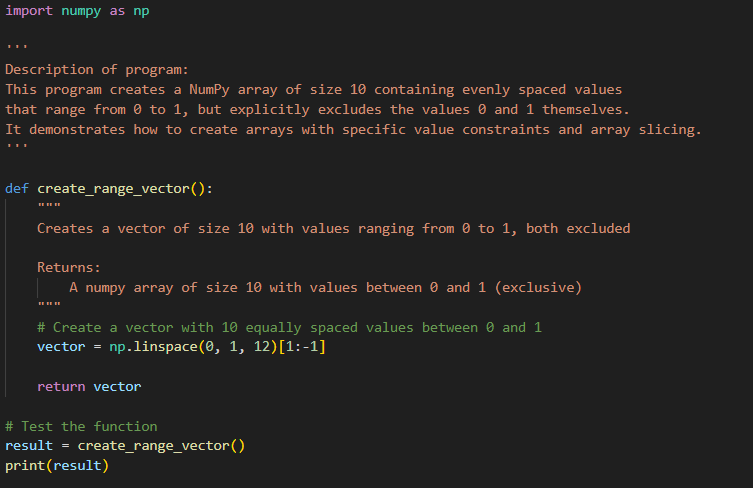 import numpy as np
'''
Description of program:
This program creates a NumPy array of size 10 containing evenly spaced values
that range from 0 to 1, but explicitly excludes the values 0 and 1 themselves.
It demonstrates how to create arrays with specific value constraints and array slicing.
'''
def create_range_vector():
    """
    Creates a vector of size 10 with values ranging from 0 to 1, both excluded
    Returns:
        A numpy array of size 10 with values between 0 and 1 (exclusive)
    """
    # Create a vector with 10 equally spaced values between 0 and 1
    vector = np.linspace(0, 1, 12)[1:-1]
    return vector
# Test the function
result = create_range_vector()
print(result)